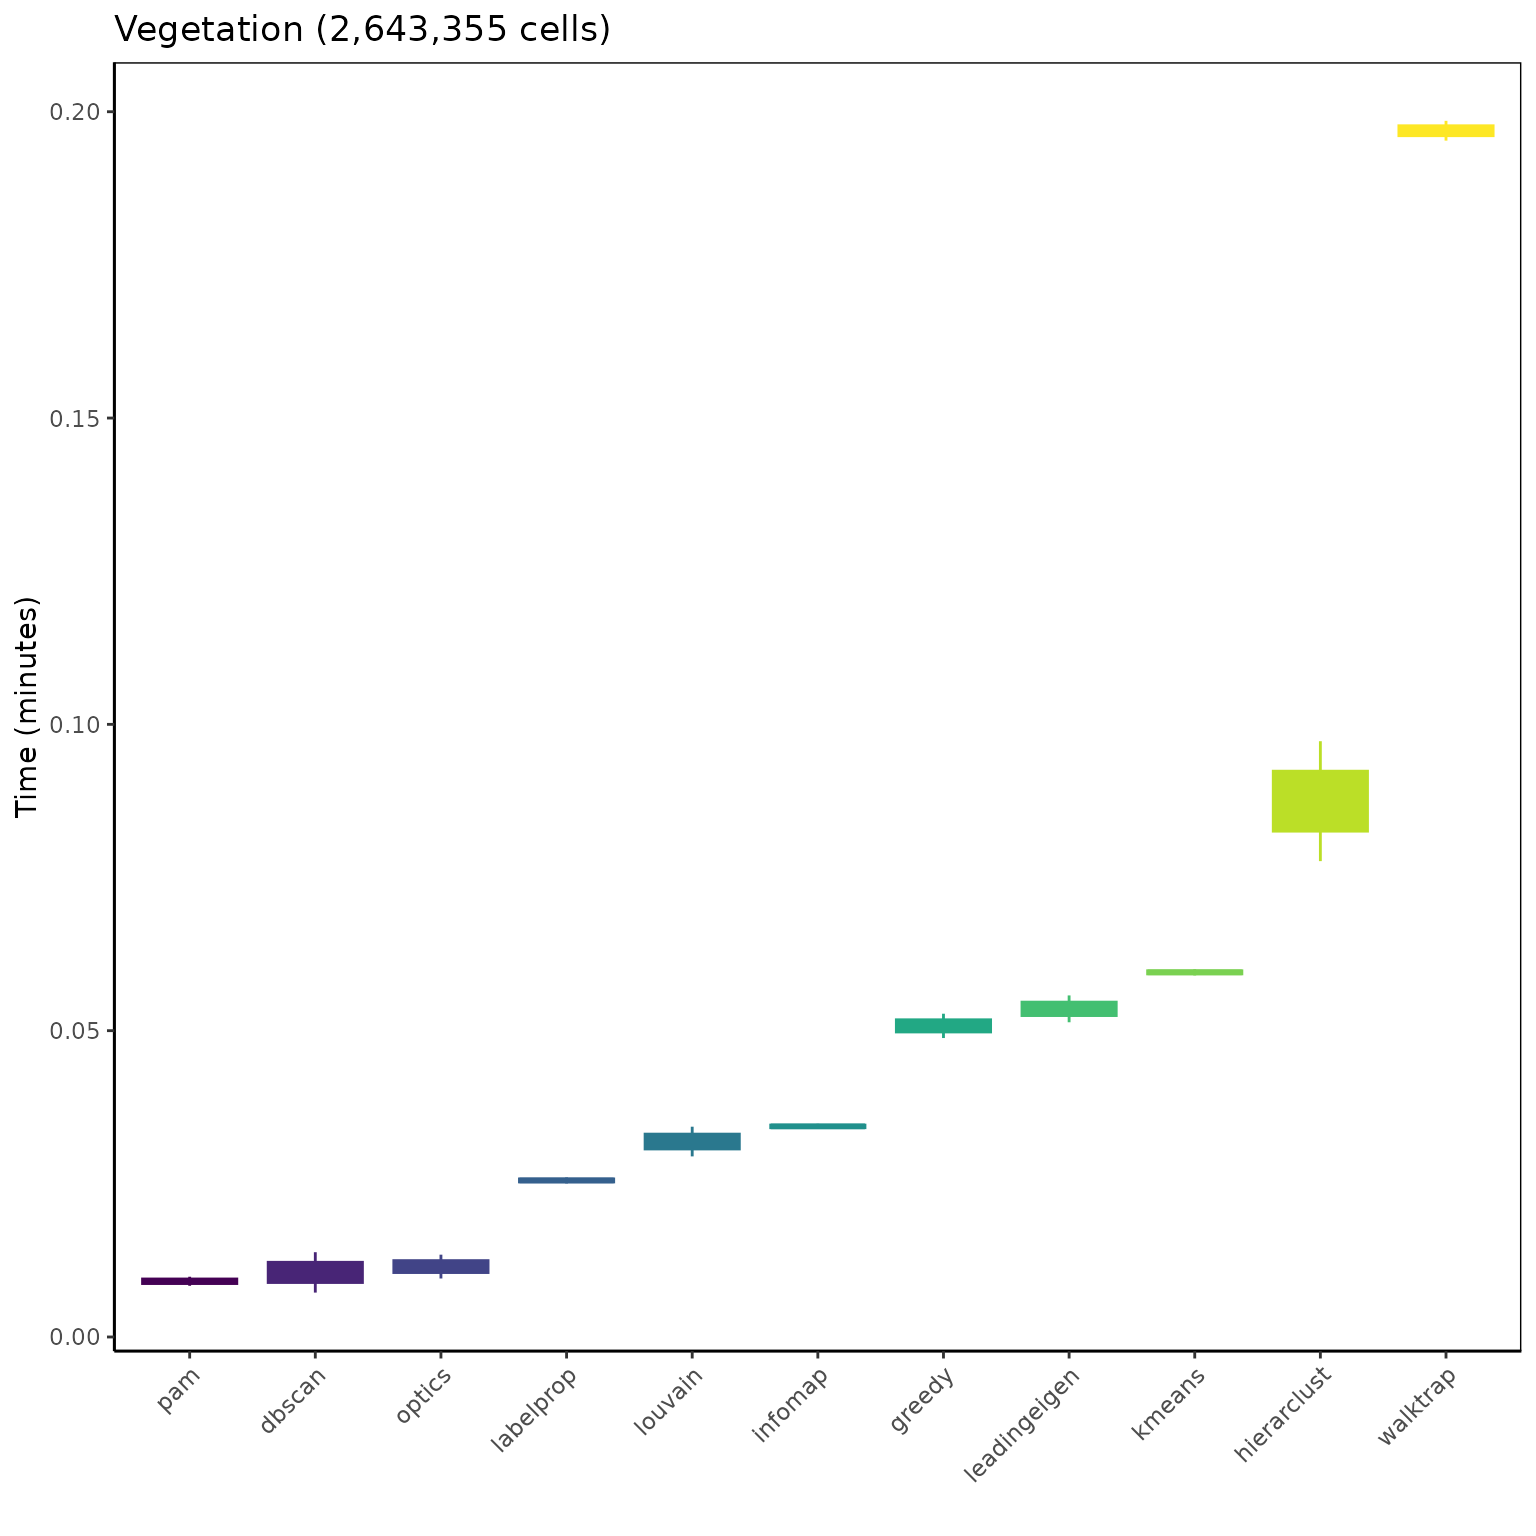 Vegetation (2,643,355 cells)
Time (minutes)
0.20
0.15
0.10
0.05
0.00
pam
dbscan
optics
labelprop
louvain
infomap
greedy
leadingeigen
kmeans
hierarclust
walktrap